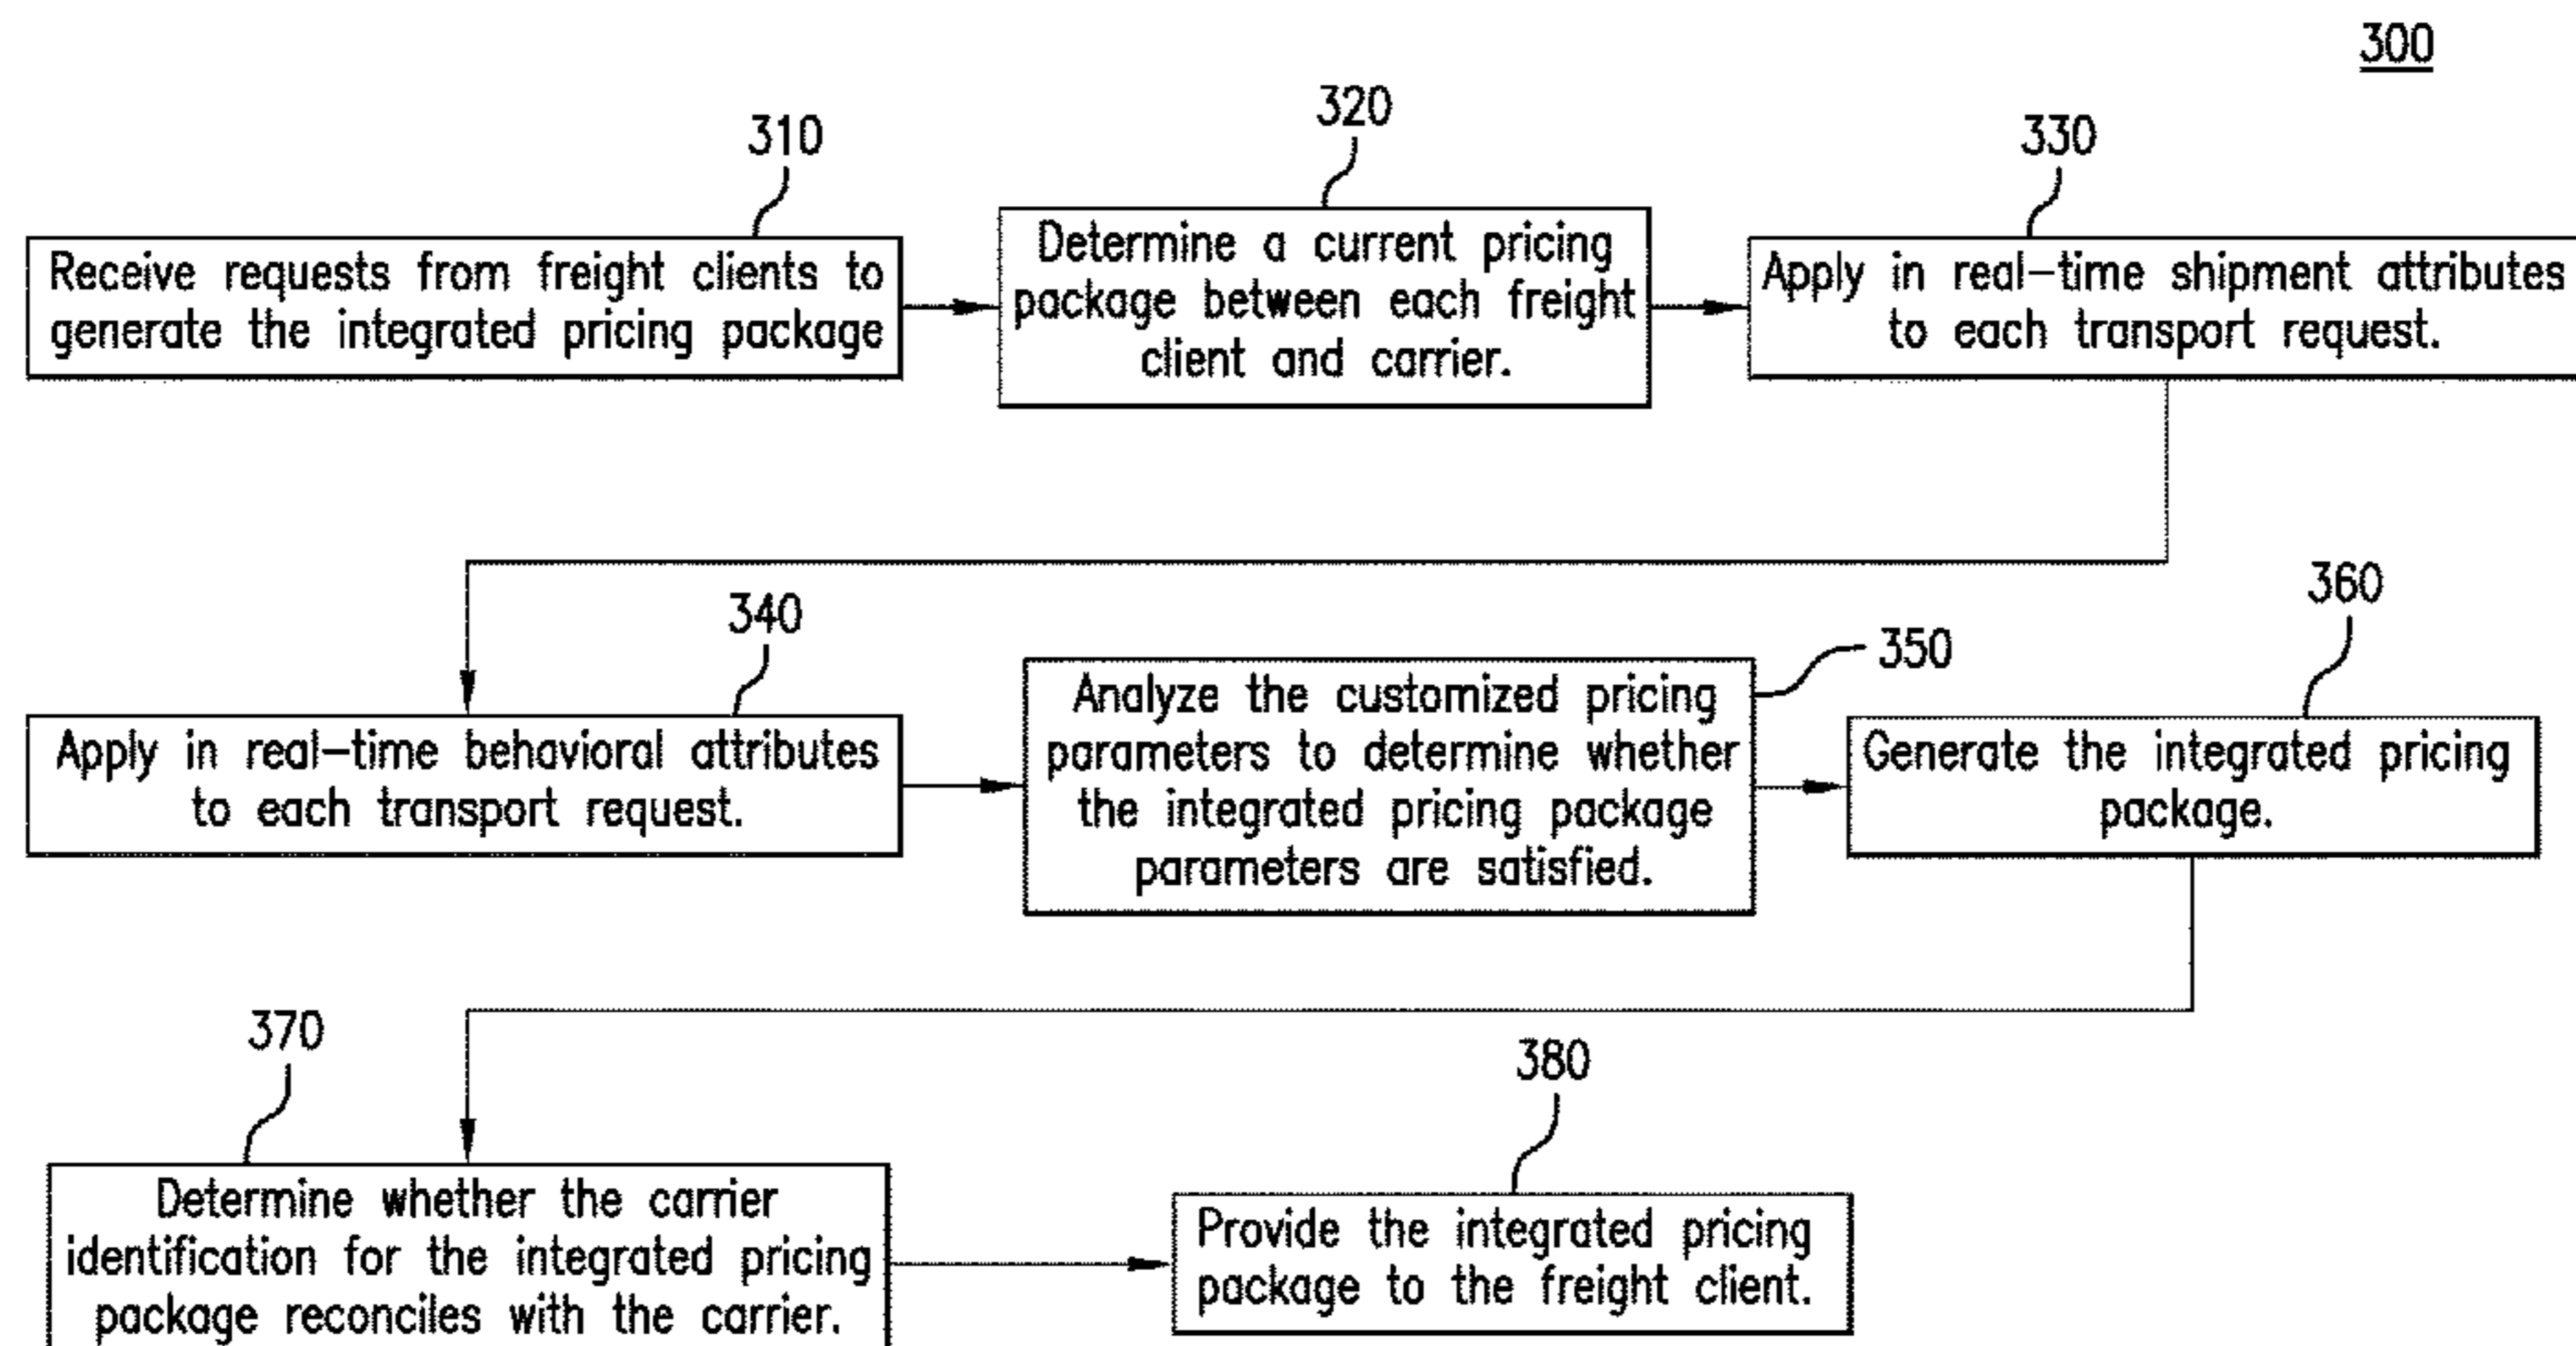 300
310
Receive requests from freight clients to
generate the integrated pricing package
320
Determine a current pricing
package between each freight
client and carrier.
330
Apply in real-time shipment attributes
to each transport request.
340
Apply in real-time behavioral attributes
to each transport request.
350
Analyze the customized pricing
parameters to determine whether
the integrated pricing package
parameters are satisfied.
360
Generate the integrated pricing
package.
370
Determine whether the carrier
identification for the integrated pricing
package reconciles with the carrier.
380
Provide the integrated pricing
package to the freight client.